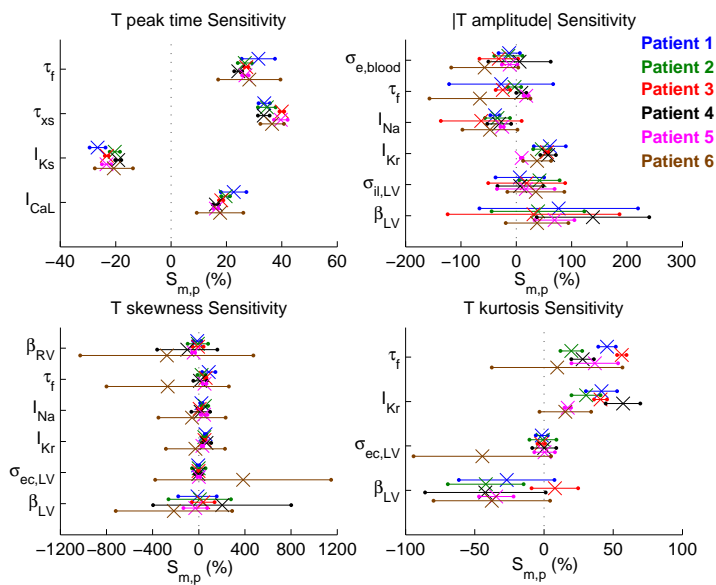 T peak time Sensitivity
τf
τxs
IKs
ICaL
−40 −20 0 20 40 60
Sm,p (%)
|T amplitude| Sensitivity
Patient 1
Patient 2
Patient 3
Patient 4
Patient 5
Patient 6
σe,blood
τf
INa
IKr
σil,LV
βLV
−200 −100 0 100 200 300
Sm,p (%)
T skewness Sensitivity
βRV
τf
INa
IKr
σec,LV
βLV
−1200 −800 −400 0 400 800 1200
Sm,p (%)
T kurtosis Sensitivity
τf
IKr
σec,LV
βLV
−100 −50 0 50 100
Sm,p (%)